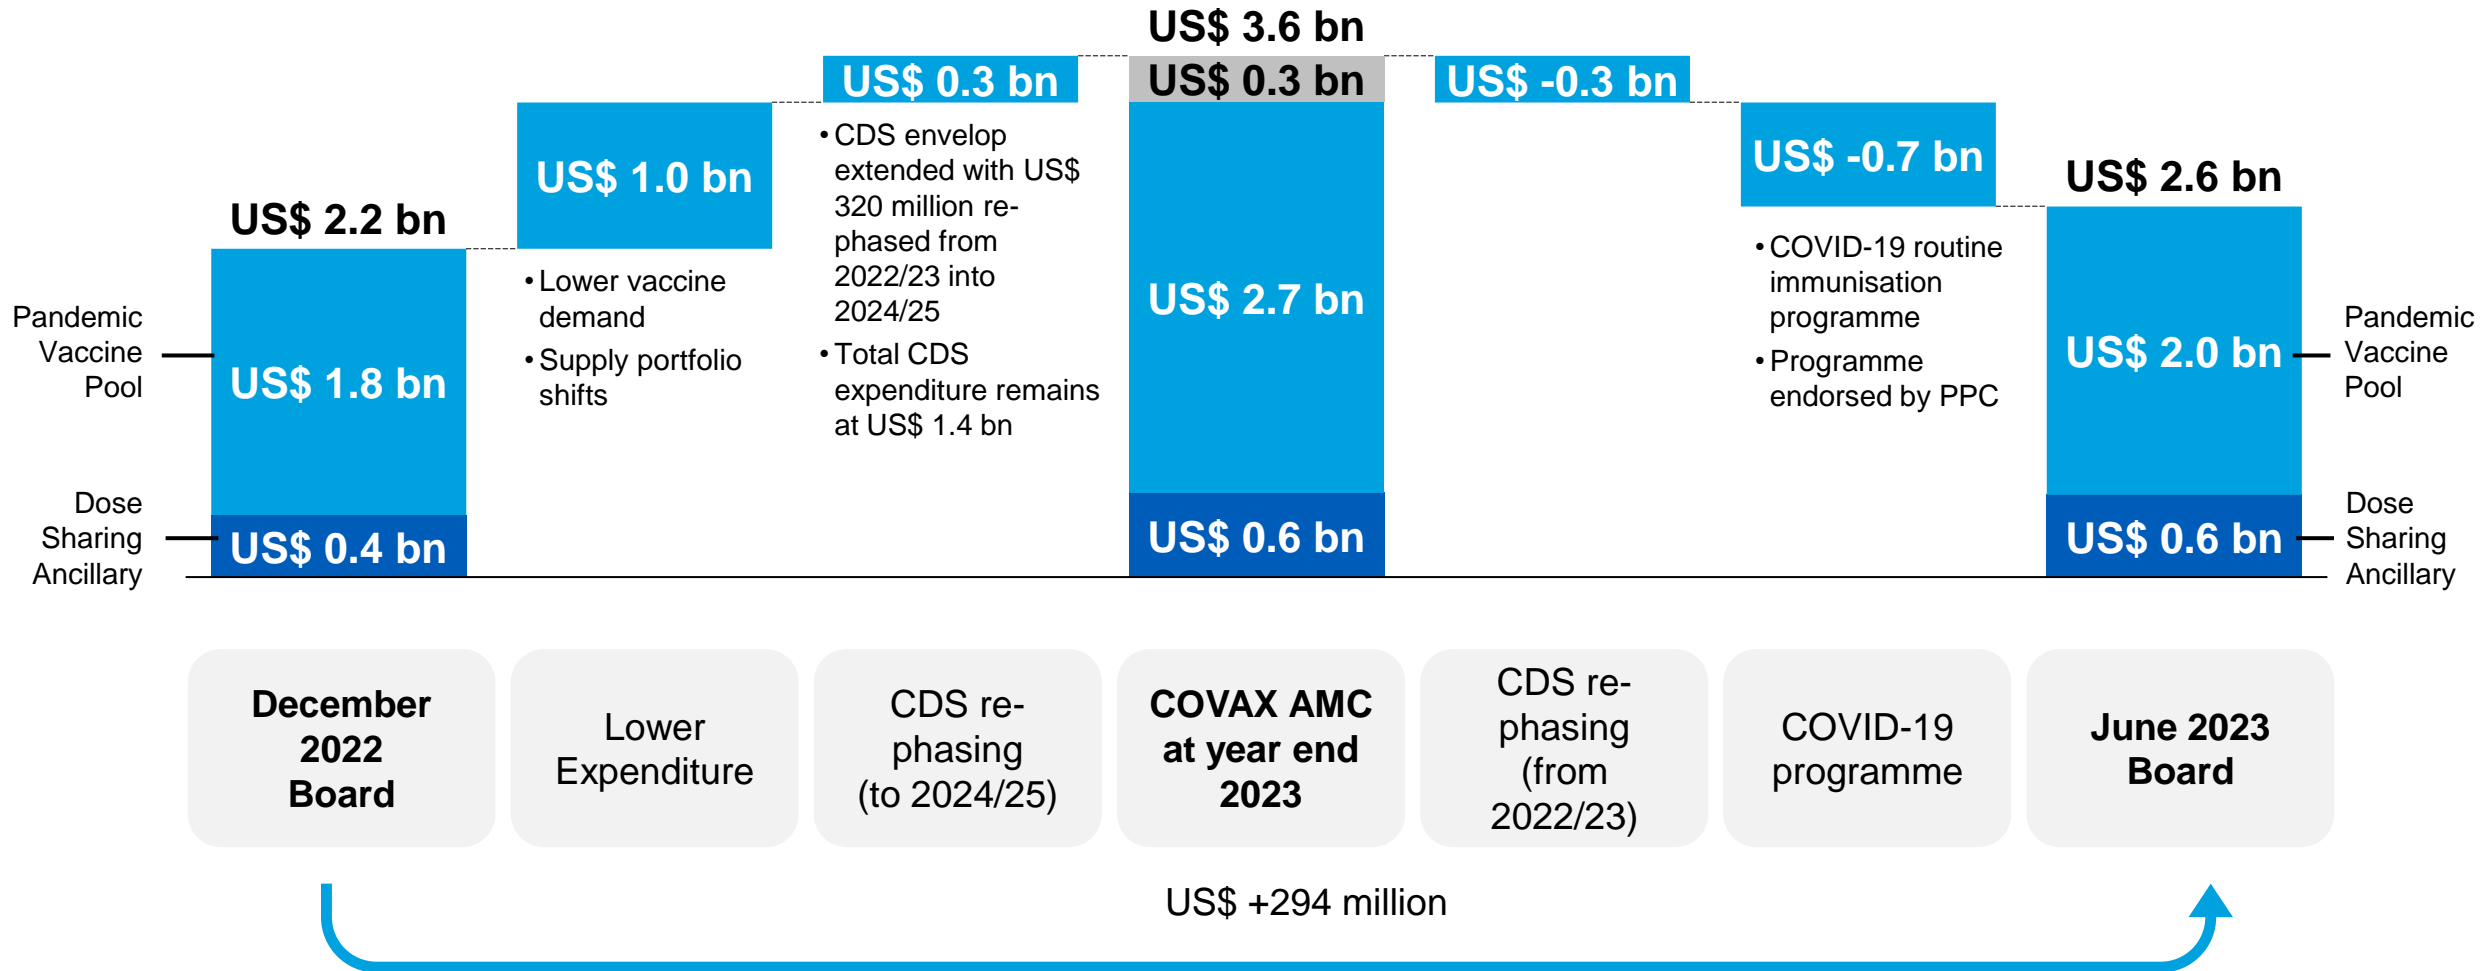 US$ 3.6 bn
US$ 0.3 bn
US$ 0.3 bn
US$ -0.3 bn
• CDS envelop
extended with US$
320 million re-
phased from
2022/23 into
2024/25
• Total CDS
expenditure remains
at US$ 1.4 bn
US$ 1.0 bn
• Lower vaccine
demand
• Supply portfolio
shifts
US$ -0.7 bn
• COVID-19 routine
immunisation
programme
• Programme
endorsed by PPC
US$ 2.2 bn
US$ 2.6 bn
Pandemic
Vaccine
Pool
US$ 1.8 bn
US$ 2.7 bn
US$ 2.0 bn
Pandemic
Vaccine
Pool
Dose
Sharing
Ancillary
US$ 0.4 bn
US$ 0.6 bn
US$ 0.6 bn
Dose
Sharing
Ancillary
December
2022
Board
Lower
Expenditure
CDS re-
phasing
(to 2024/25)
COVAX AMC
at year end
2023
CDS re-
phasing
(from
2022/23)
COVID-19
programme
June 2023
Board
US$ +294 million